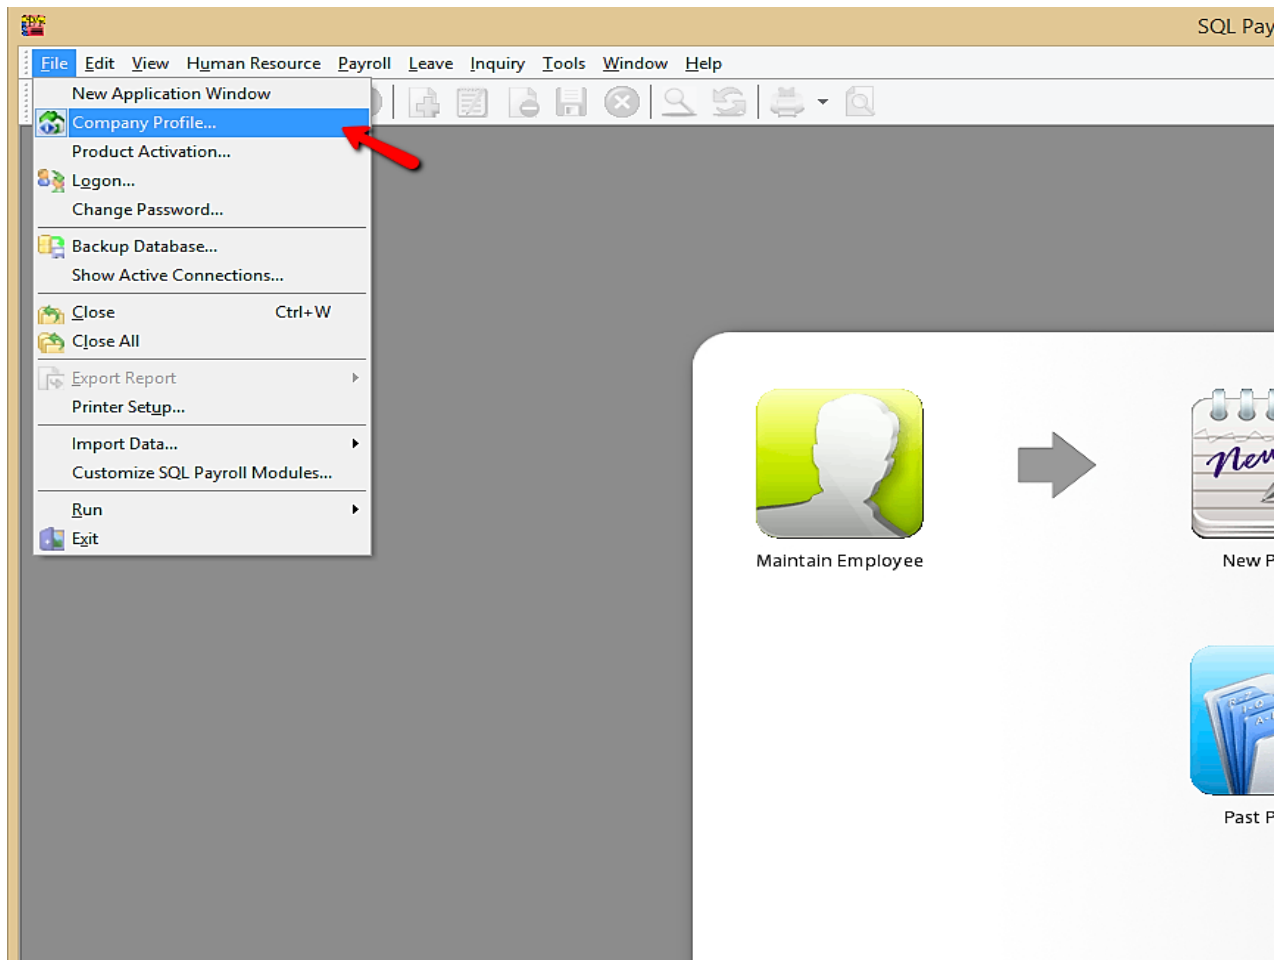 SQL Pay
File Edit View Human Resource Payroll Leave Inquiry Tools Window Help
New Application Window
Company Profile...
Product Activation...
Logon...
Change Password...
Backup Database...
Show Active Connections...
Close Ctrl+W
Close All
Export Report
Printer Setup...
Import Data...
Customize SQL Payroll Modules...
Run
Exit
New
Maintain Employee
New P
Past P